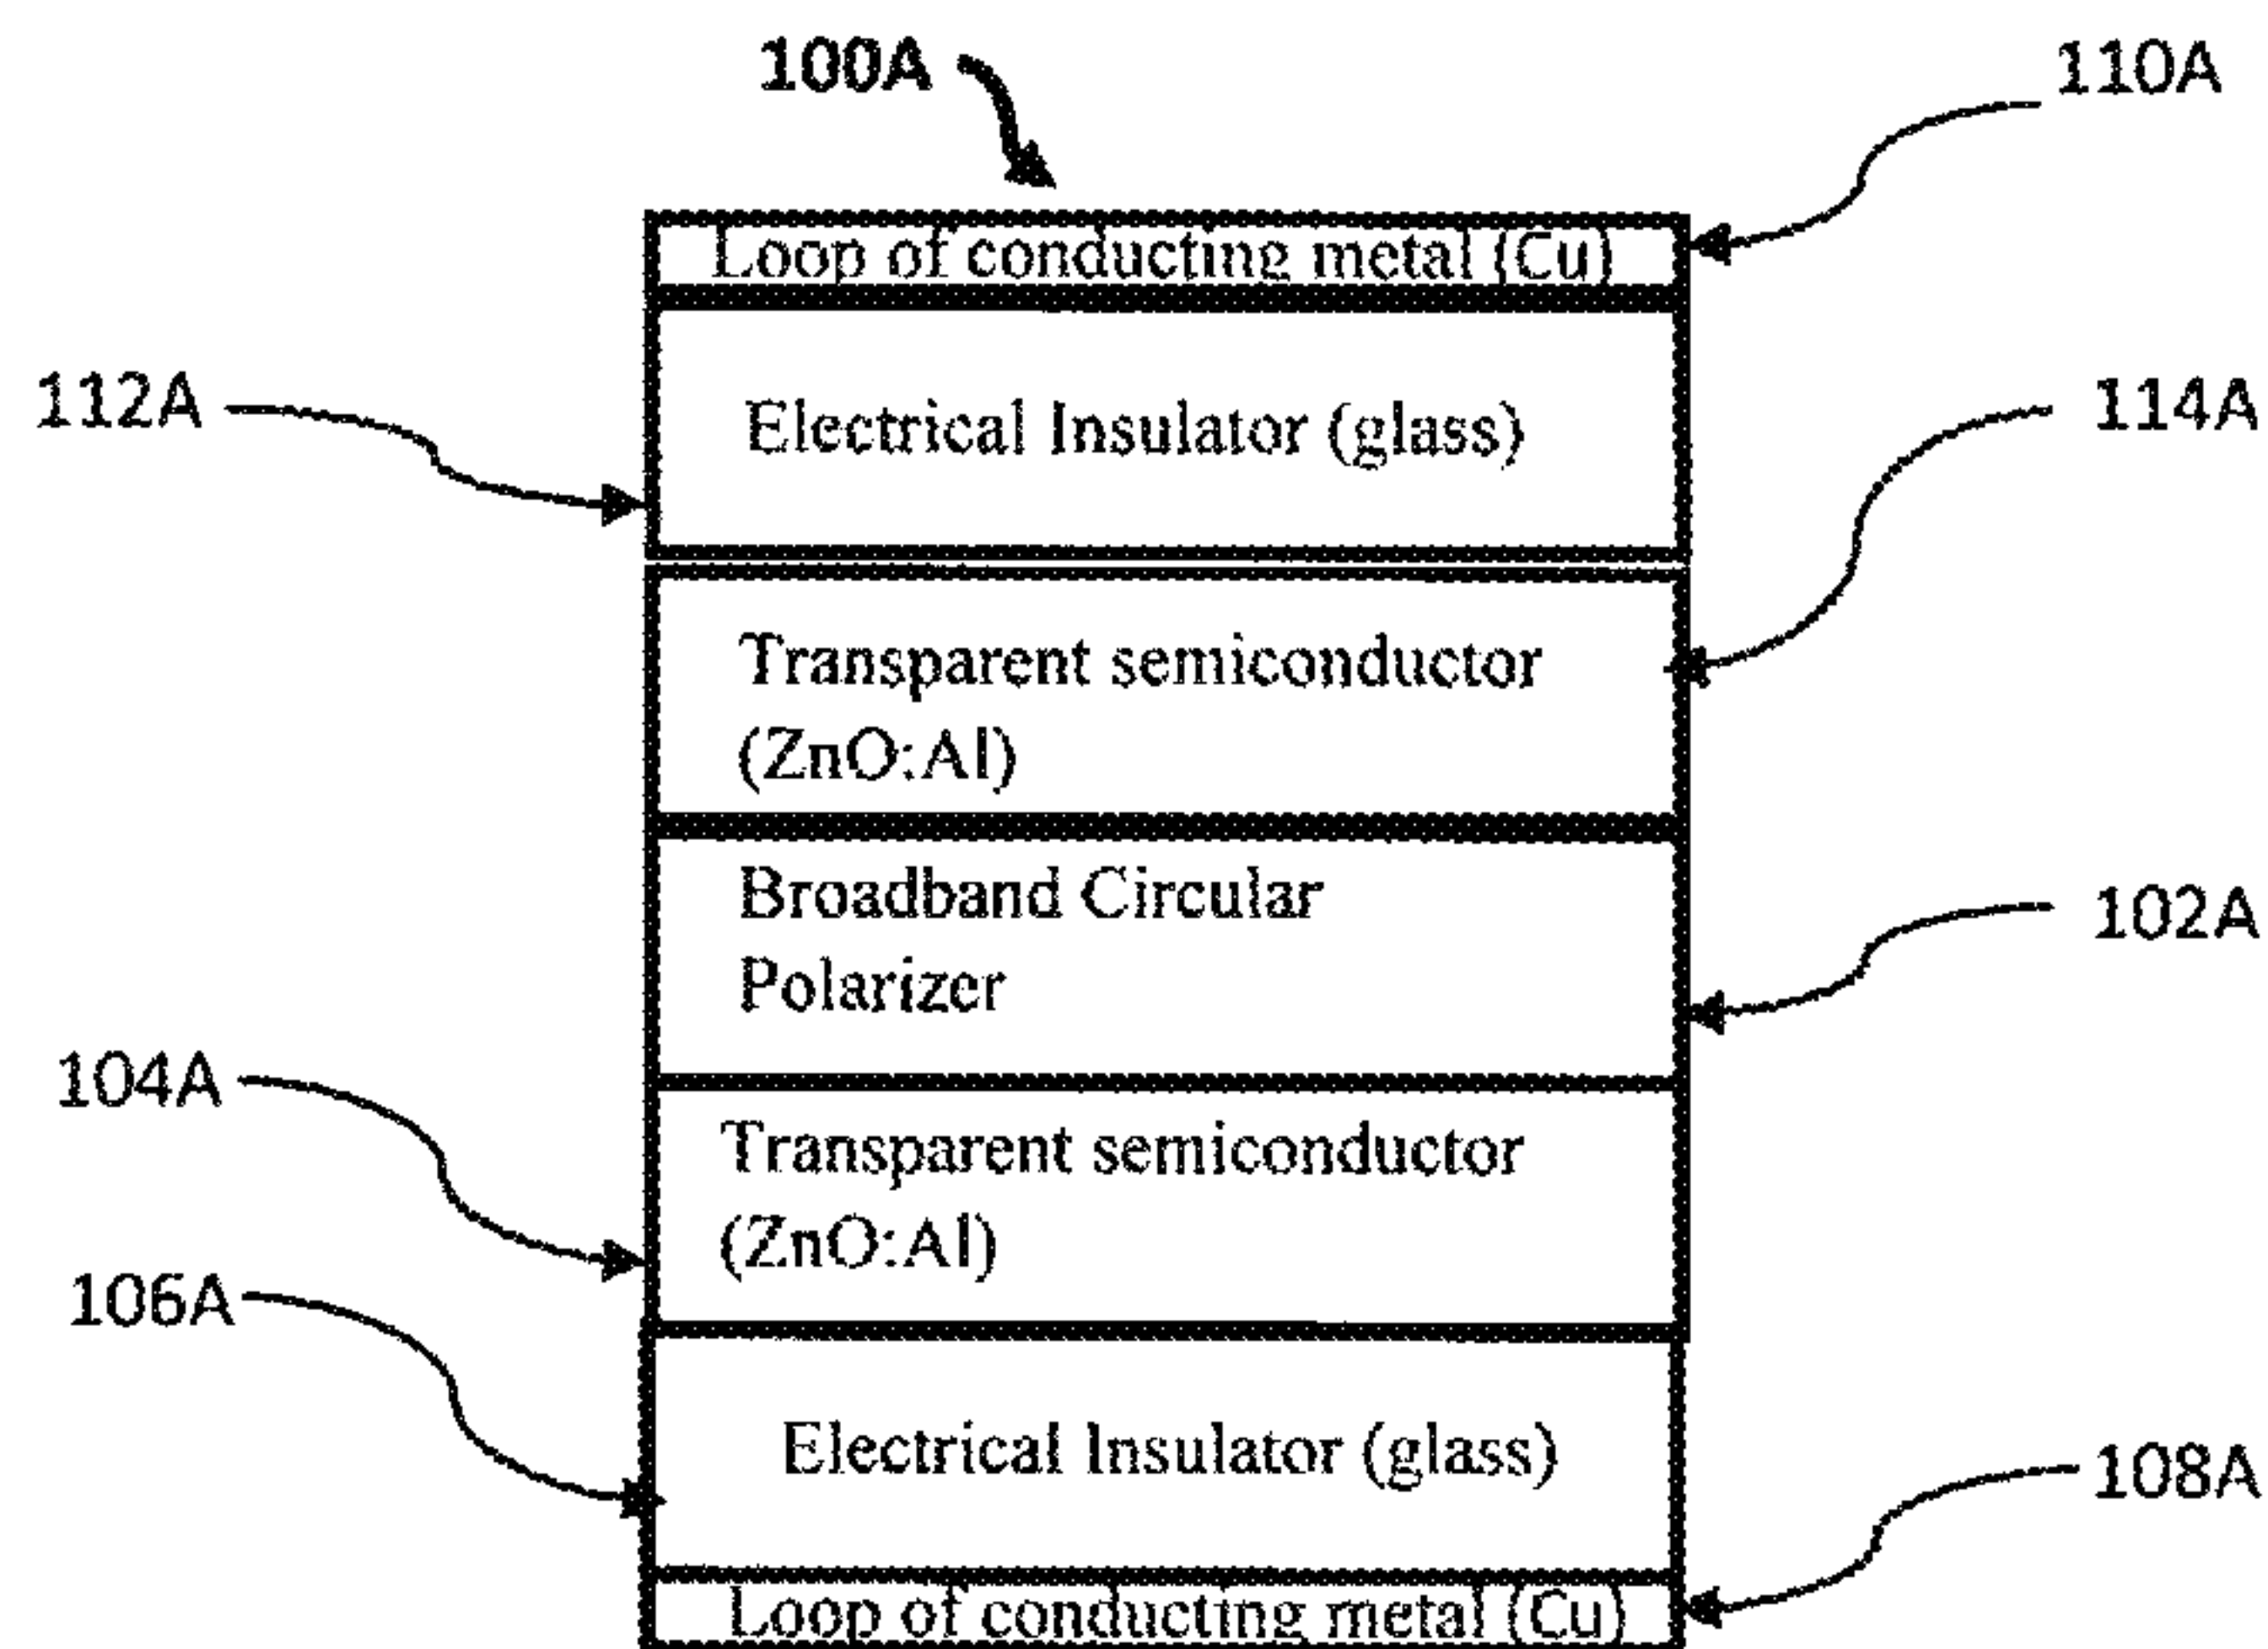 100A
110A
Loop of conducting metal (Cu)
112A
Electrical Insulator (glass)
114A
Transparent semiconductor
(ZnO:Al)
Broadband Circular
Polarizer
102A
104A
Transparent semiconductor
(ZnO:Al)
106A
Electrical Insulator (glass)
108A
Loop of conducting metal (Cu)